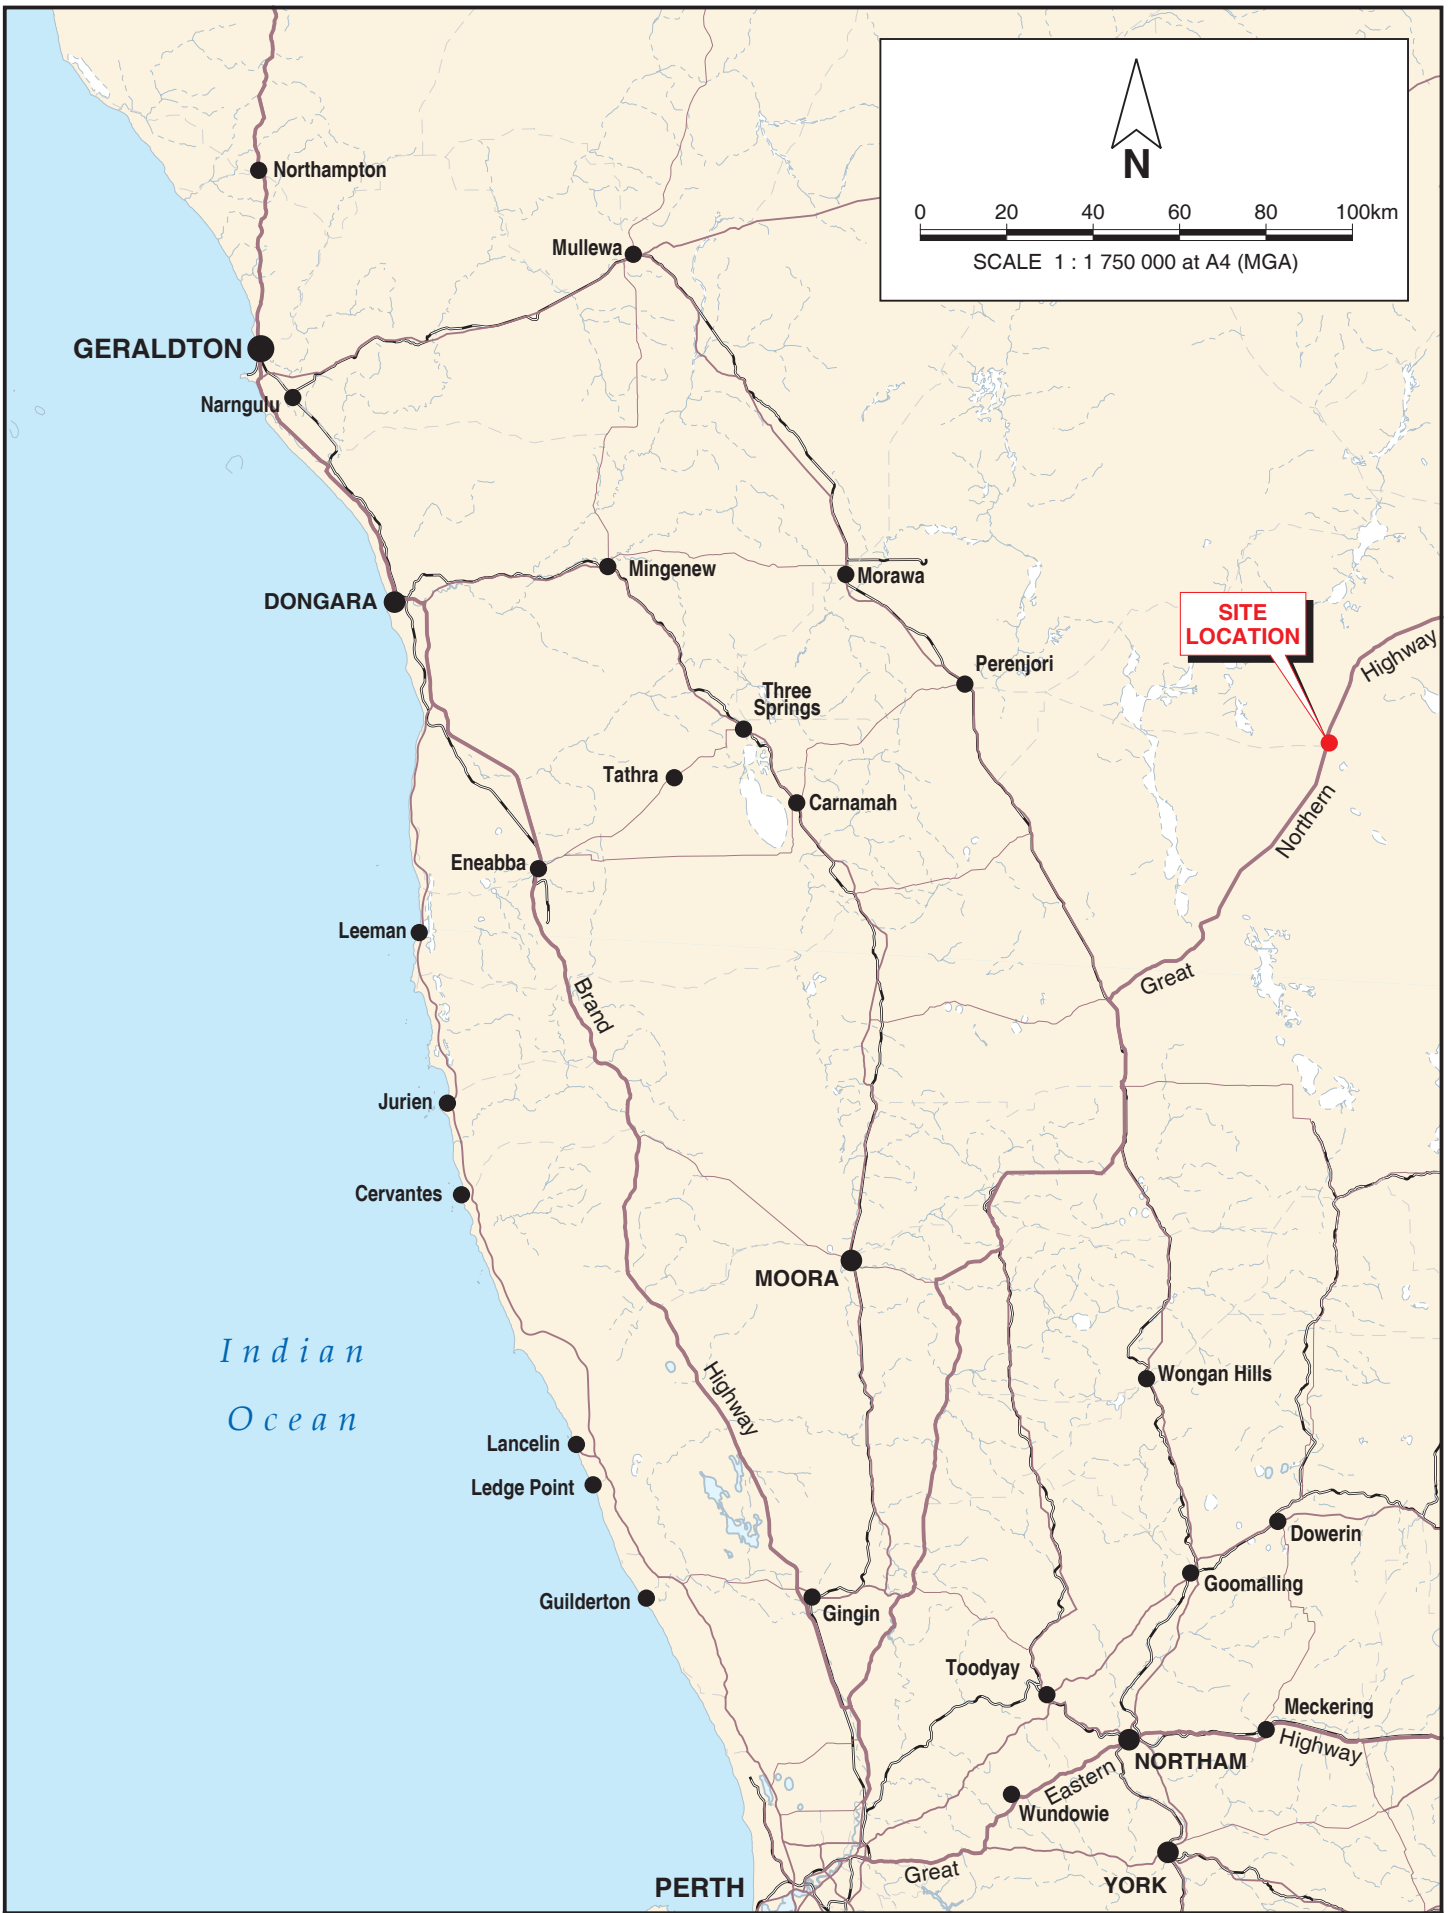 N
0 20 40 60 80 100km
SCALE 1 : 1 750 000 at A4 (MGA)
Northampton
Mullewa
GERALDTON
Narngulu
Mingenew
Morawa
DONGARA
SITE
LOCATION
Highway
Perenjori
Three
Springs
Tathra
Carnamah
Northern
Eneabba
Leeman
Great
Brand
Jurien
Cervantes
MOORA
Indian
Ocean
Highway
Wongan Hills
Lancelin
Ledge Point
Dowerin
Goomalling
Guilderton
Gingin
Toodyay
Meckering
Highway
NORTHAM
Eastern
Wundowie
Great
PERTH
YORK